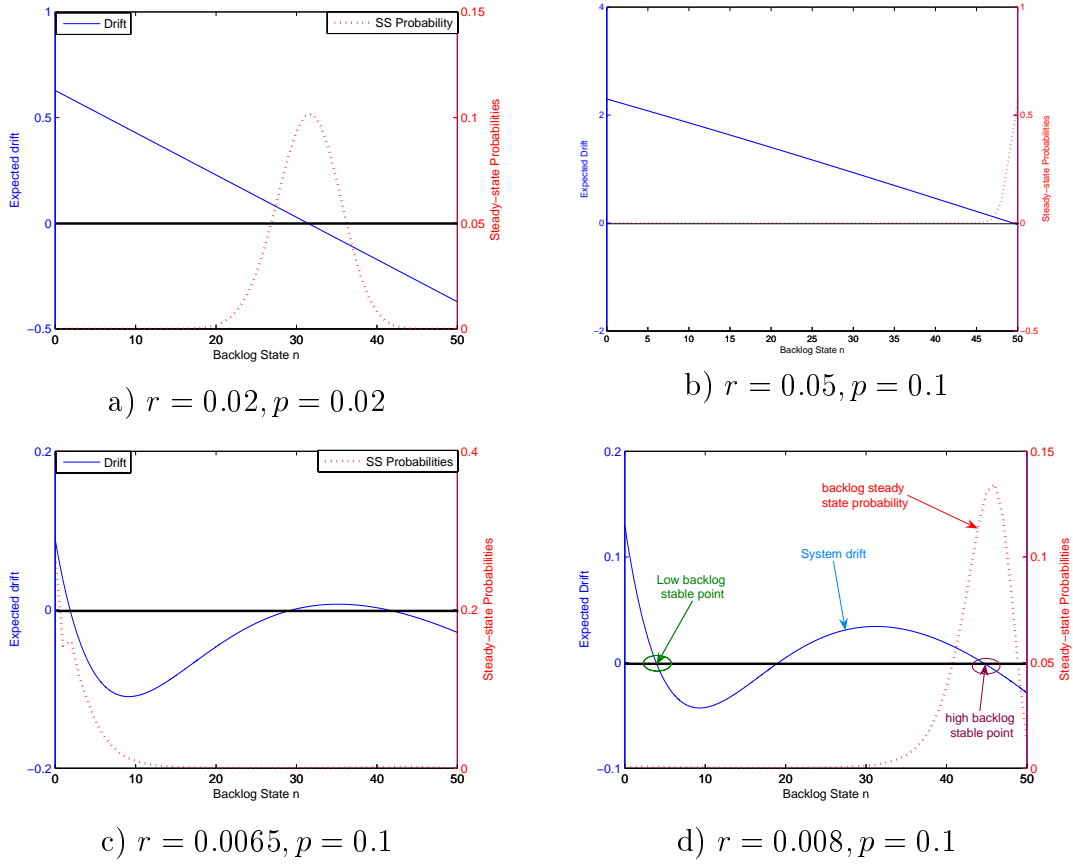 1
0.15
Drift
SS Probability
0.5
0.1
Expected drift
Steady−state Probabilities
0
0.05
−0.5
0
0 10 20 30 40 50
Backlog State n
a) r = 0.02, p = 0.02
4
1
2
0.5
Expected Drift
Steady−state Probabilities
0
0
−2
−0.5
0 5 10 15 20 25 30 35 40 45 50
Backlog State n
b) r = 0.05, p = 0.1
0.2
0.4
Drift
SS Probabilities
Expected drift
Steady−state Probabilities
0
0.2
−0.2
0
0 10 20 30 40 50
Backlog State n
c) r = 0.0065, p = 0.1
0.2
0.15
backlog steady
state probability
0.1
0.1
System drift
Low backlog
stable point
Expected Drift
Steady−state Probabilities
0
0.05
high backlog
stable point
−0.1
0
0 10 20 30 40 50
Backlog State n
d) r = 0.008, p = 0.1